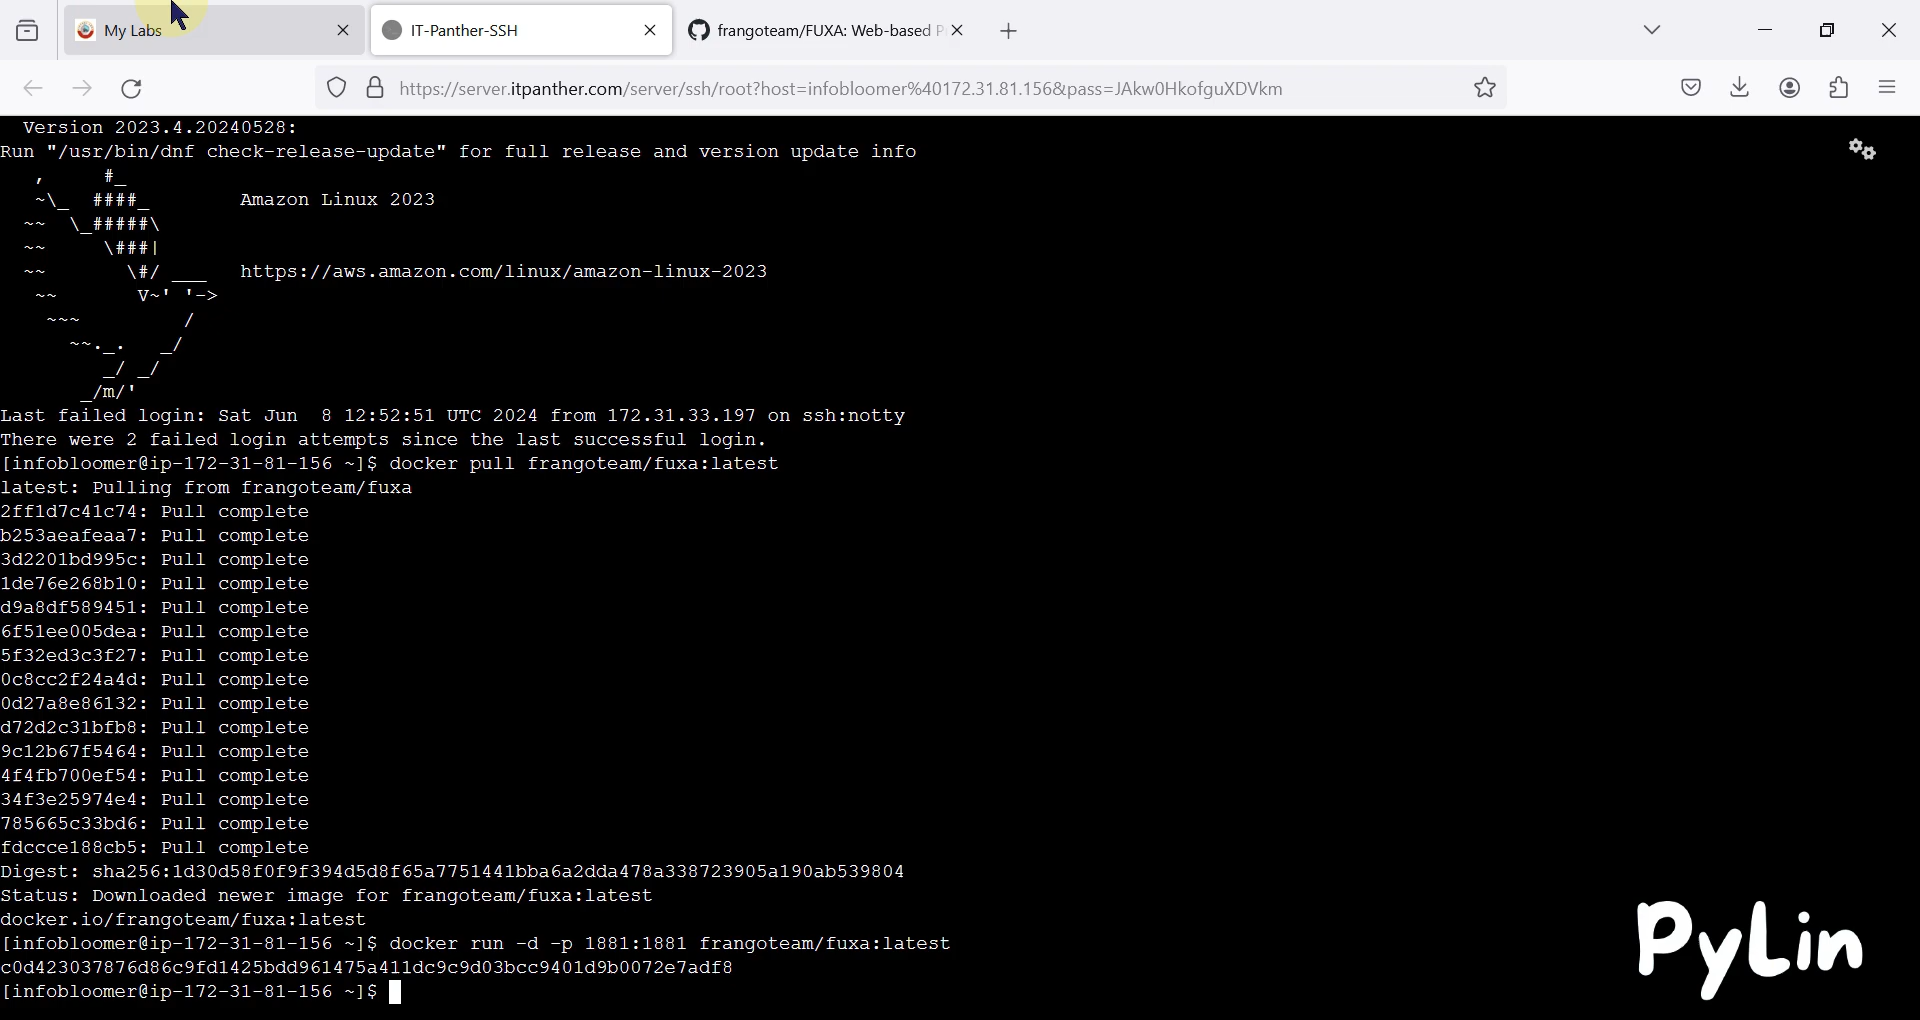 My Labs
IT-Panther-SSH
frangoteam/FUXA: Web-based P
https://server.itpanther.com/server/ssh/root?host=infobloomer%40172.31.81.156&pass=JAkw0HkofguXDVkm
Version 2023.4.20240528:
Run "/usr/bin/dnf check-release-update" for full release and version update info
   ,     #_
   ~\_  ####_        Amazon Linux 2023
  ~~  \_#####\
  ~~     \###|
  ~~       \#/ ___   https://aws.amazon.com/linux/amazon-linux-2023
   ~~       V~' '->
    ~~~         /
      ~~._.   _/
         _/ _/
       _/m/'
Last failed login: Sat Jun  8 12:52:51 UTC 2024 from 172.31.33.197 on ssh:notty
There were 2 failed login attempts since the last successful login.
[infobloomer@ip-172-31-81-156 ~]$ docker pull frangoteam/fuxa:latest
latest: Pulling from frangoteam/fuxa
2ff1d7c41c74: Pull complete
b253aeafeaa7: Pull complete
3d2201bd995c: Pull complete
1de76e268b10: Pull complete
d9a8df589451: Pull complete
6f51ee005dea: Pull complete
5f32ed3c3f27: Pull complete
0c8cc2f24a4d: Pull complete
0d27a8e86132: Pull complete
d72d2c31bfb8: Pull complete
9c12b67f5464: Pull complete
4f4fb700ef54: Pull complete
34f3e25974e4: Pull complete
785665c33bd6: Pull complete
fdccce188cb5: Pull complete
Digest: sha256:1d30d58f0f9f394d5d8f65a7751441bba6a2dda478a338723905a190ab539804
Status: Downloaded newer image for frangoteam/fuxa:latest
docker.io/frangoteam/fuxa:latest
[infobloomer@ip-172-31-81-156 ~]$ docker run -d -p 1881:1881 frangoteam/fuxa:latest
c0d423037876d86c9fd1425bdd961475a411dc9c9d03bcc9401d9b0072e7adf8
[infobloomer@ip-172-31-81-156 ~]$
PyLin